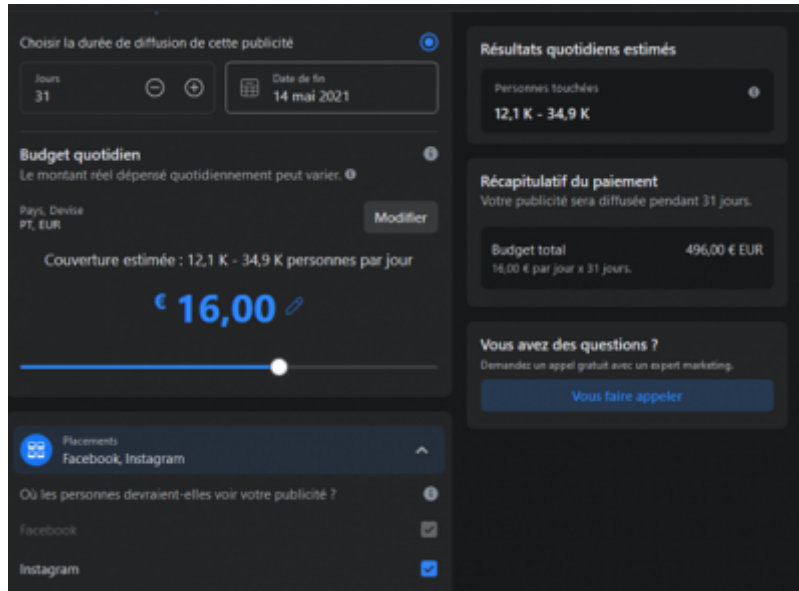 Choisir la durée de diffusion de cette publicité
Jours
31
Date de fin
14 mai 2021
Budget quotidien
Le montant réel dépensé quotidiennement peut varier.
Pays, Devise
PT, EUR
Modifier
Couverture estimée : 12,1 K - 34,9 K personnes par jour
€ 16,00
Placements
Facebook, Instagram
Où les personnes devraient-elles voir votre publicité ?
Facebook
Instagram
Résultats quotidiens estimés
Personnes touchées
12,1 K - 34,9 K
Récapitulatif du paiement
Votre publicité sera diffusée pendant 31 jours.
Budget total 496,00 € EUR
16,00 € par jour x 31 jours.
Vous avez des questions ?
Demandez un appel gratuit avec un expert marketing.
Vous faire appeler